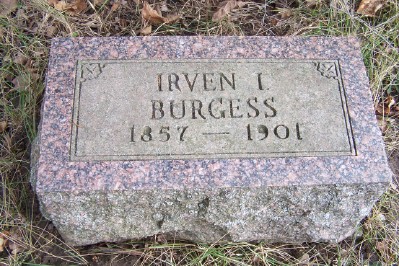 IRVEN I.
BURGESS
1857 — 1901